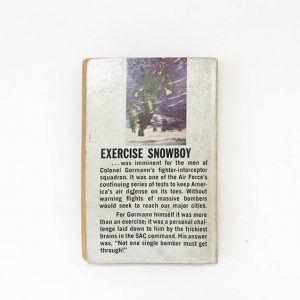 EXERCISE SNOWBOY
. . . was imminent for the men of
Colonel Gormann's fighter-interceptor
squadron. It was one of the Air Force's
continuing series of tests to keep Amer-
ica's air defense on its toes. Without
warning flights of massive bombers
would seek to reach our major cities.
For Gormann himself it was more
than an exercise; it was a personal chal-
lenge laid down to him by the trickiest
brains in the SAC command. His answer
was, "Not one single bomber must get
through!"